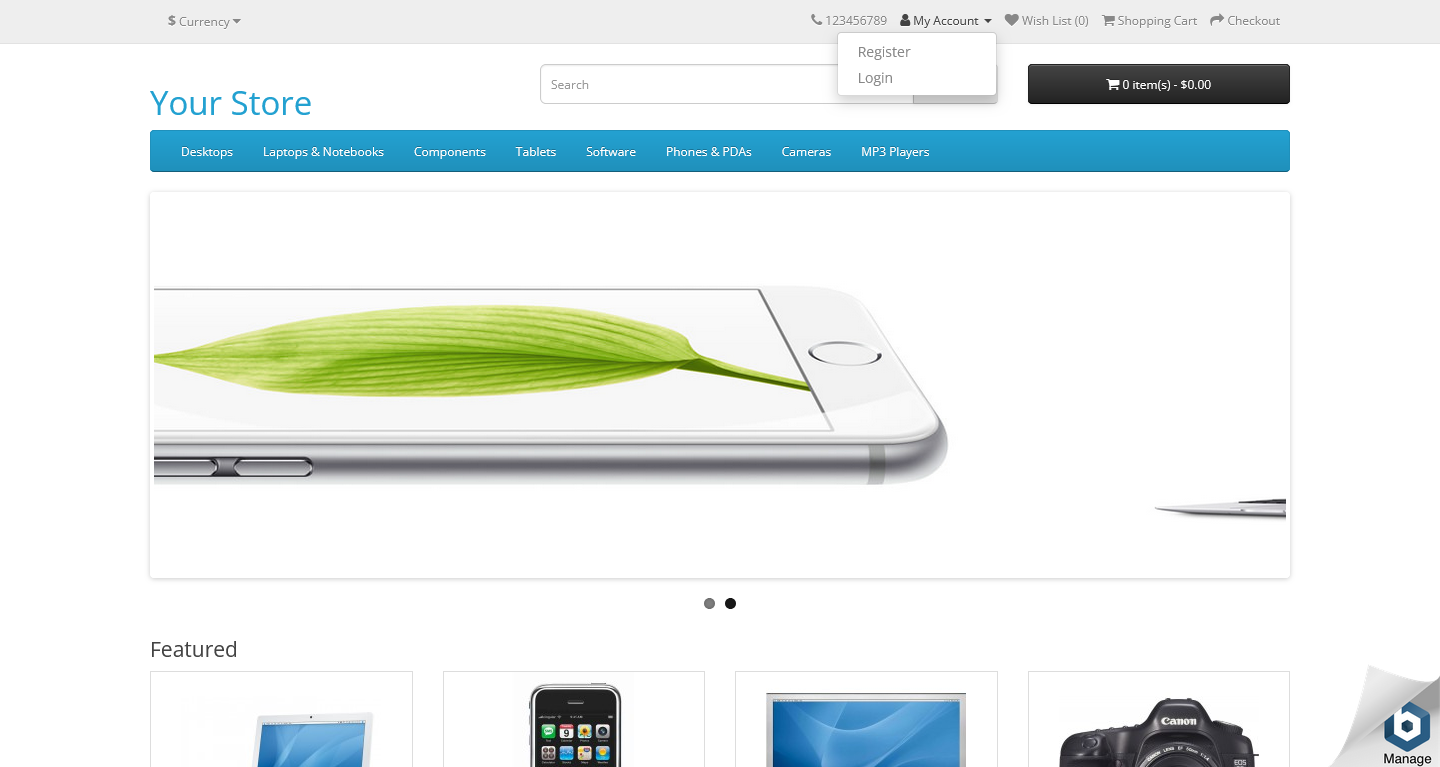 $ Currency
123456789
My Account
Wish List (0)
Shopping Cart
Checkout
Register
Login
Your Store
Search
0 item(s) - $0.00
Desktops
Laptops & Notebooks
Components
Tablets
Software
Phones & PDAs
Cameras
MP3 Players
Featured
Canon
Manage